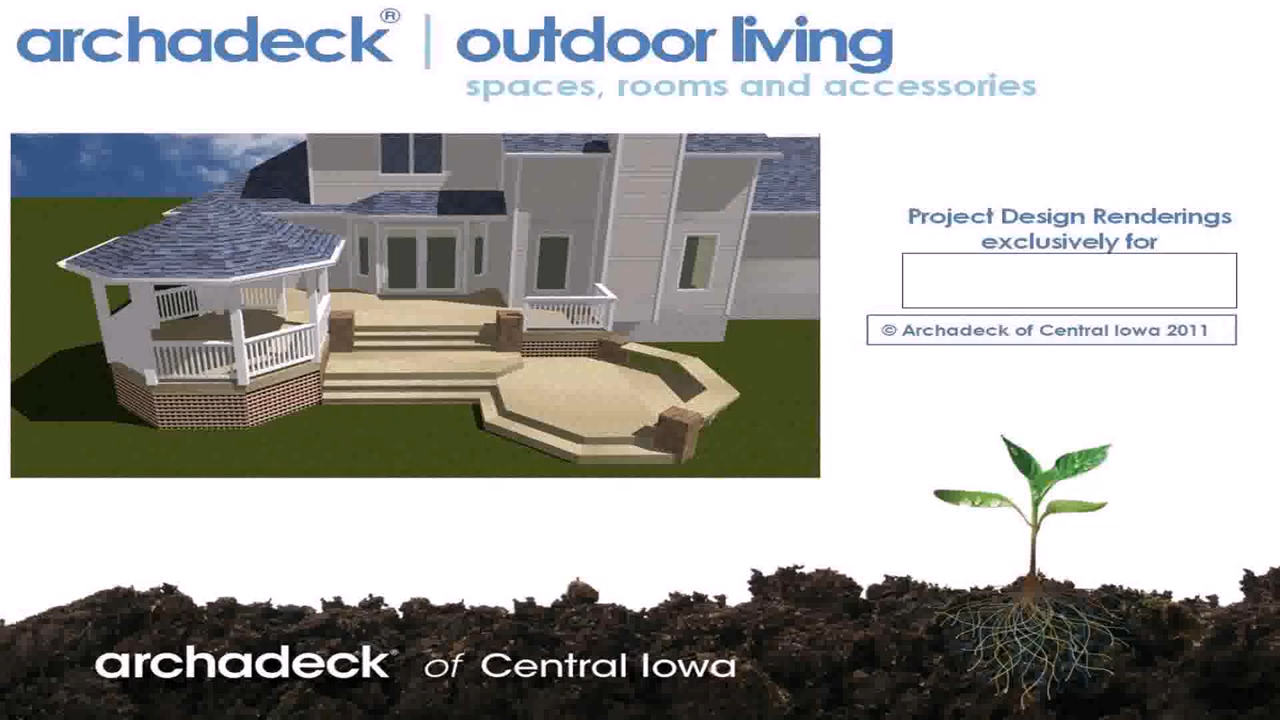 archadeck® | outdoor living
spaces, rooms and accessories
Project Design Renderings
exclusively for
© Archadeck of Central Iowa 2011
archadeck® of Central Iowa